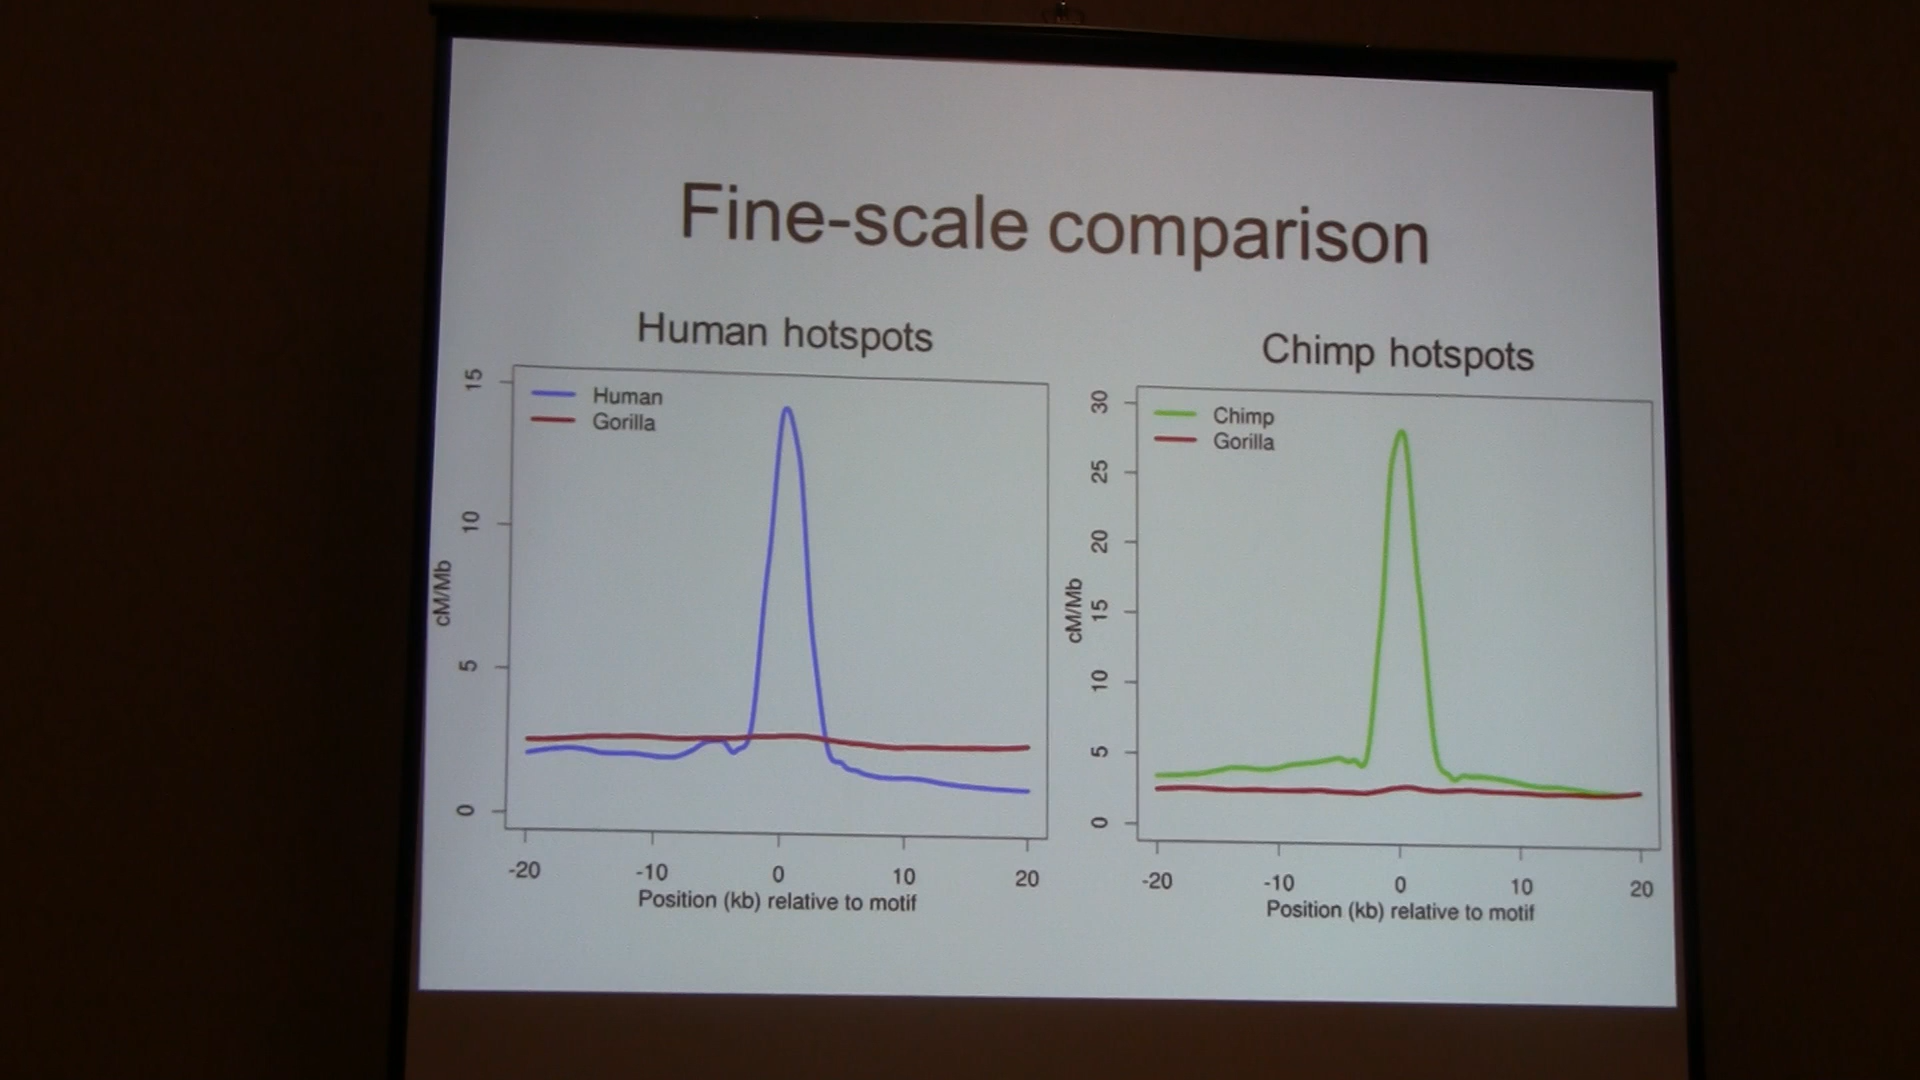 Fine-scale comparison
Human hotspots
Human
Gorilla
15
10
5
0
cM/Mb
-20 -10 0 10 20
Position (kb) relative to motif
Chimp hotspots
Chimp
Gorilla
30
25
20
15
10
5
0
cM/Mb
-20 -10 0 10 20
Position (kb) relative to motif